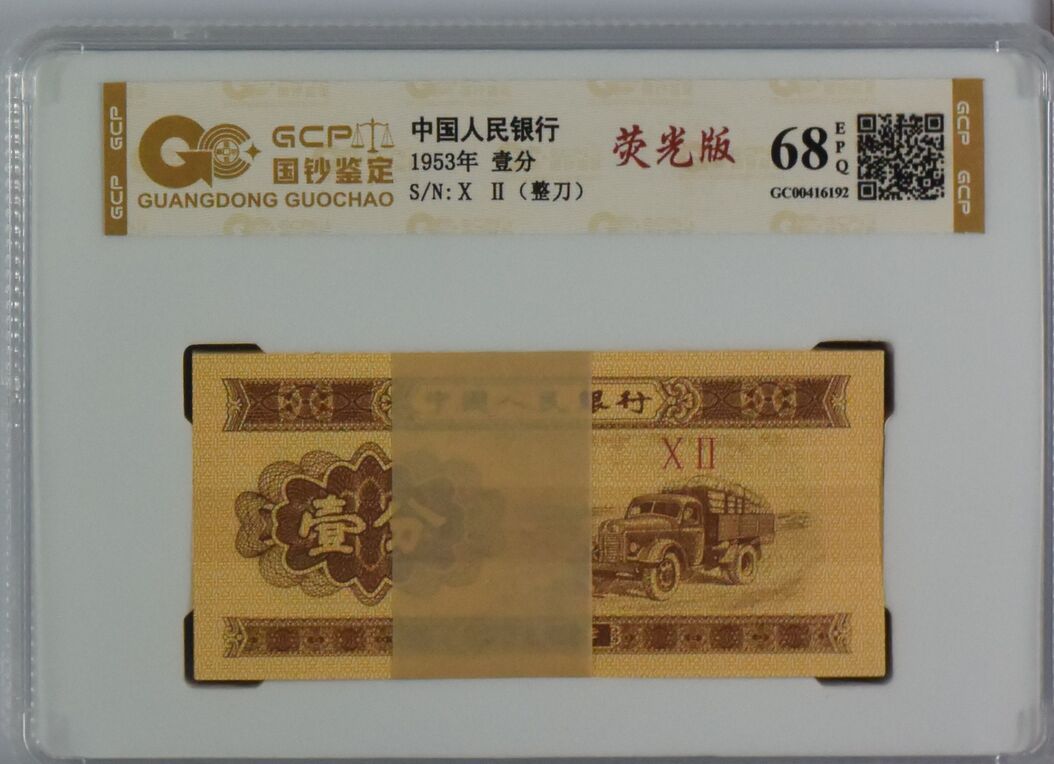 GCP
GCP
GCP
国钞鉴定
GUANGDONG GUOCHAO
中国人民银行
1953年 壹分
S/N: X Ⅱ (整刀)
荧光版
68
EPQ
GC00416192
GCP
GCP
中國人民銀行
X Ⅱ
壹分